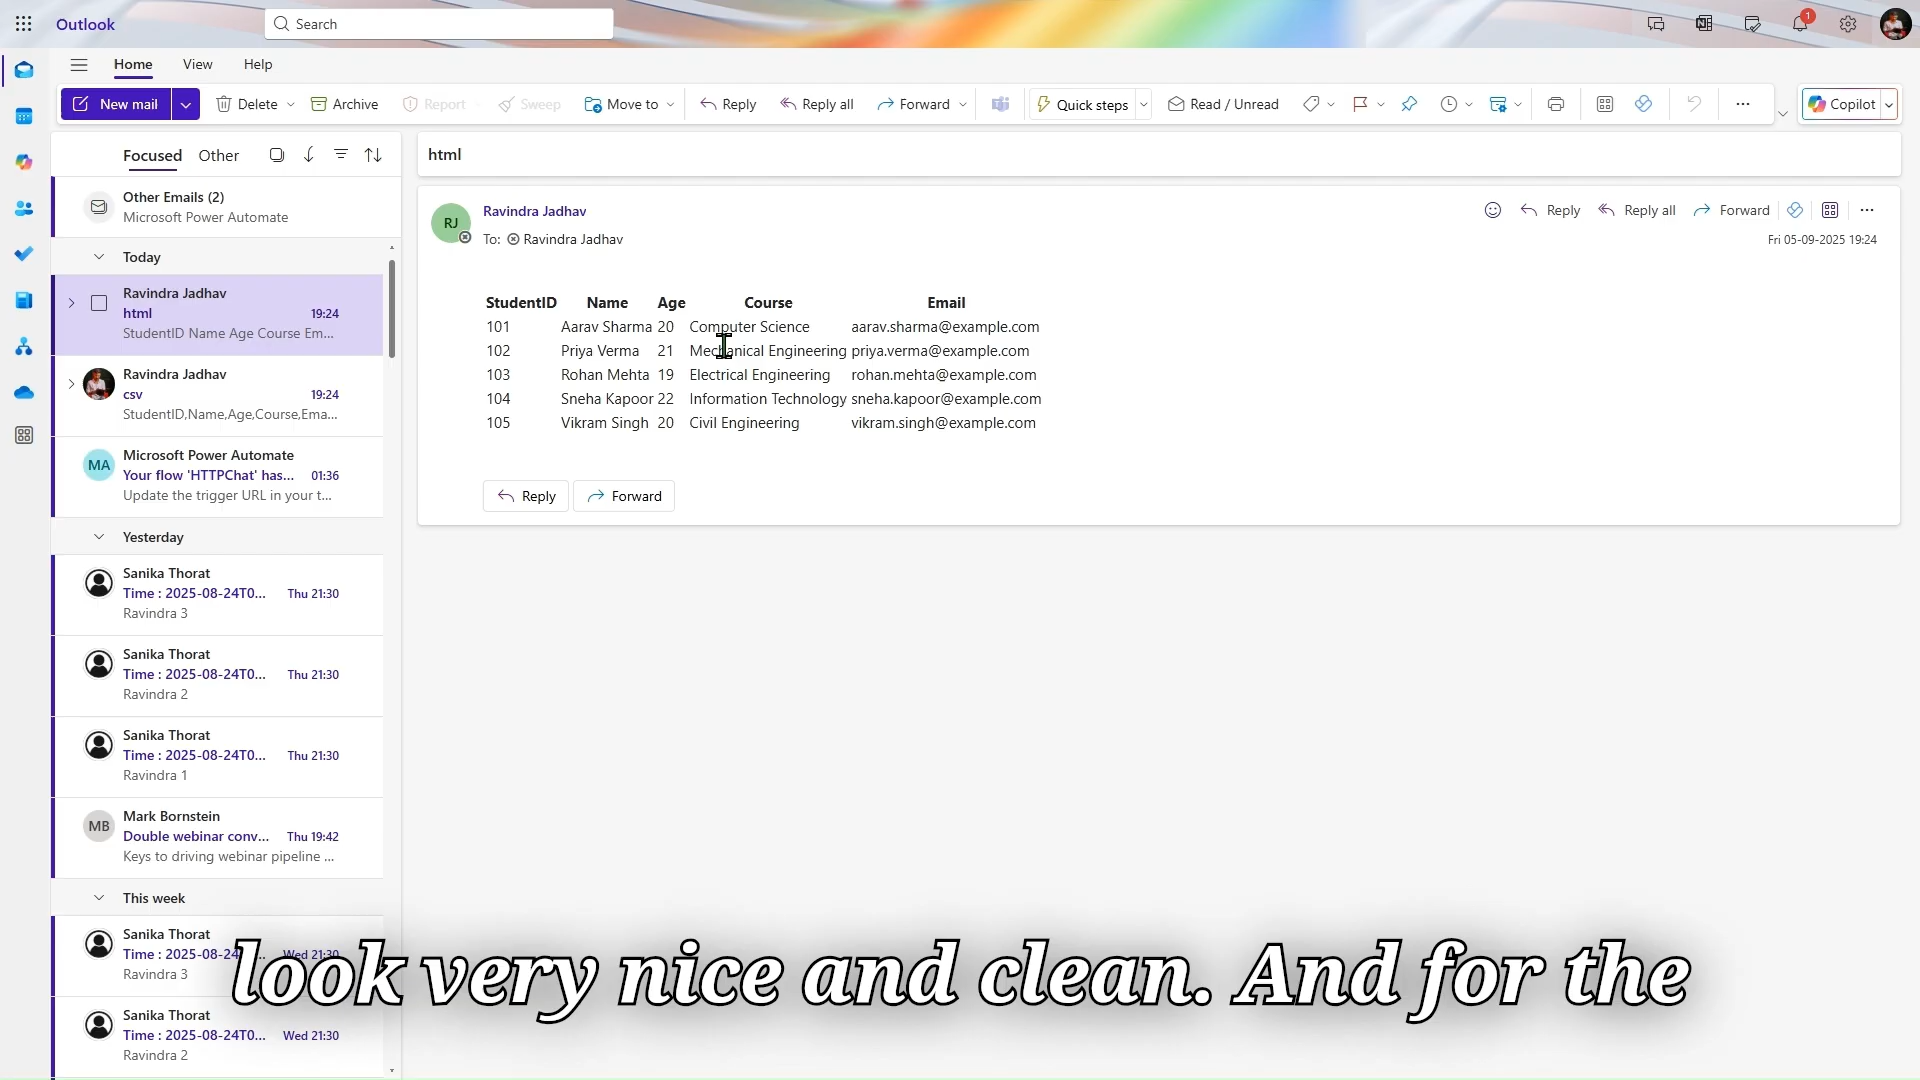 Outlook
Search
1
Home View Help
New mail Delete Archive Report Sweep Move to Reply Reply all Forward Quick steps Read / Unread ... Copilot
Focused Other
Other Emails (2)
Microsoft Power Automate
Today
Ravindra Jadhav
html 19:24
StudentID Name Age Course Em...
Ravindra Jadhav
csv 19:24
StudentID,Name,Age,Course,Ema...
MA
Microsoft Power Automate
Your flow 'HTTPChat' has... 01:36
Update the trigger URL in your t...
Yesterday
Sanika Thorat
Time : 2025-08-24T0... Thu 21:30
Ravindra 3
Sanika Thorat
Time : 2025-08-24T0... Thu 21:30
Ravindra 2
Sanika Thorat
Time : 2025-08-24T0... Thu 21:30
Ravindra 1
MB
Mark Bornstein
Double webinar conv... Thu 19:42
Keys to driving webinar pipeline ...
This week
Sanika Thorat
Time : 2025-08-24T0... Wed 21:30
Ravindra 3
Sanika Thorat
Time : 2025-08-24T0... Wed 21:30
Ravindra 2
html
RJ
Ravindra Jadhav
To: Ravindra Jadhav
Reply Reply all Forward ...
Fri 05-09-2025 19:24
StudentID Name Age Course Email
101 Aarav Sharma 20 Computer Science aarav.sharma@example.com
102 Priya Verma 21 Mechanical Engineering priya.verma@example.com
103 Rohan Mehta 19 Electrical Engineering rohan.mehta@example.com
104 Sneha Kapoor 22 Information Technology sneha.kapoor@example.com
105 Vikram Singh 20 Civil Engineering vikram.singh@example.com
Reply Forward
look very nice and clean. And for the